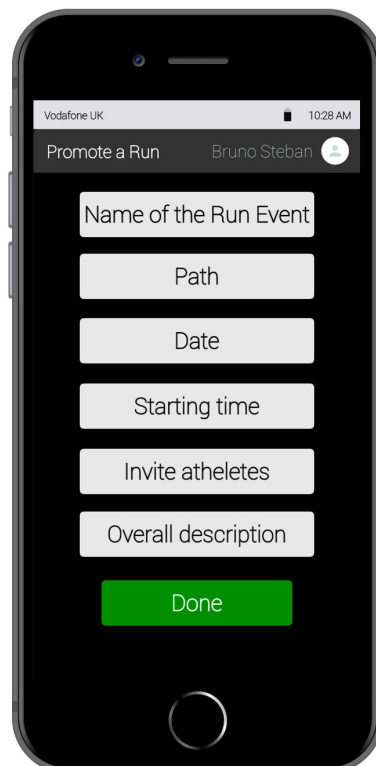 Vodafone UK 10:28 AM
Promote a Run Bruno Steban
Name of the Run Event
Path
Date
Starting time
Invite atheletes
Overall description
Done